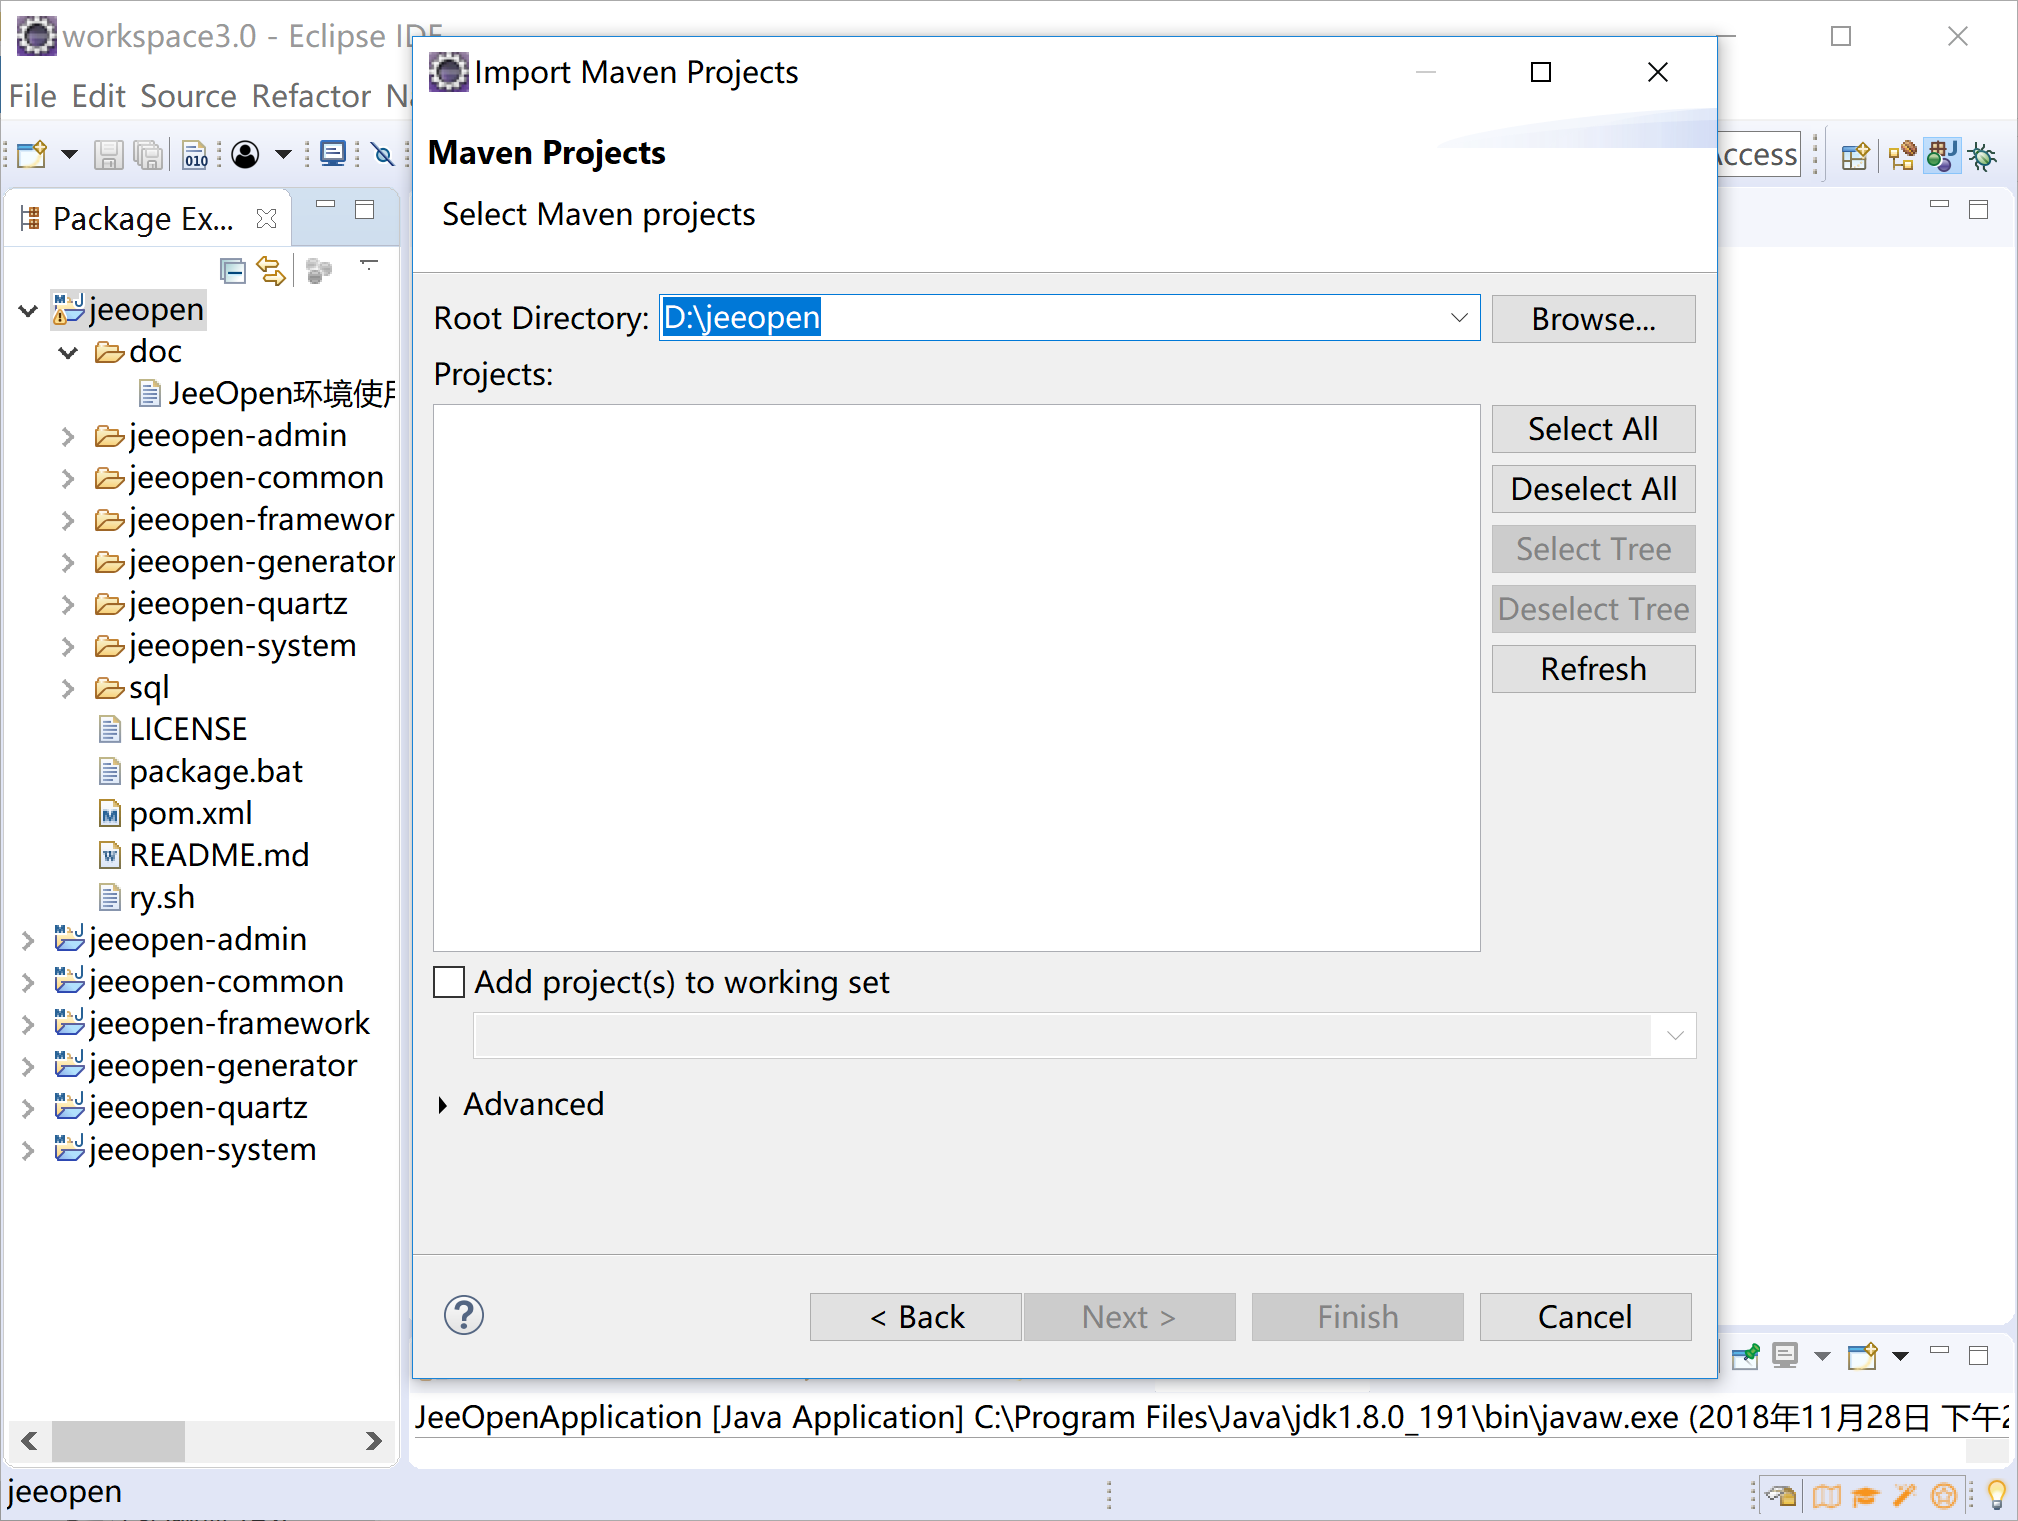 workspace3.0 - Eclipse IDE
File Edit Source Refactor
Import Maven Projects
Maven Projects
Select Maven projects
Access
Package Ex...
jeeopen
doc
JeeOpen环境使用
jeeopen-admin
jeeopen-common
jeeopen-framewor
jeeopen-generator
jeeopen-quartz
jeeopen-system
sql
LICENSE
package.bat
pom.xml
README.md
ry.sh
jeeopen-admin
jeeopen-common
jeeopen-framework
jeeopen-generator
jeeopen-quartz
jeeopen-system
Root Directory: D:\jeeopen
Browse...
Projects:
Select All
Deselect All
Select Tree
Deselect Tree
Refresh
Add project(s) to working set
Advanced
< Back
Next >
Finish
Cancel
JeeOpenApplication [Java Application] C:\Program Files\Java\jdk1.8.0_191\bin\javaw.exe (2018年11月28日 下午2
jeeopen